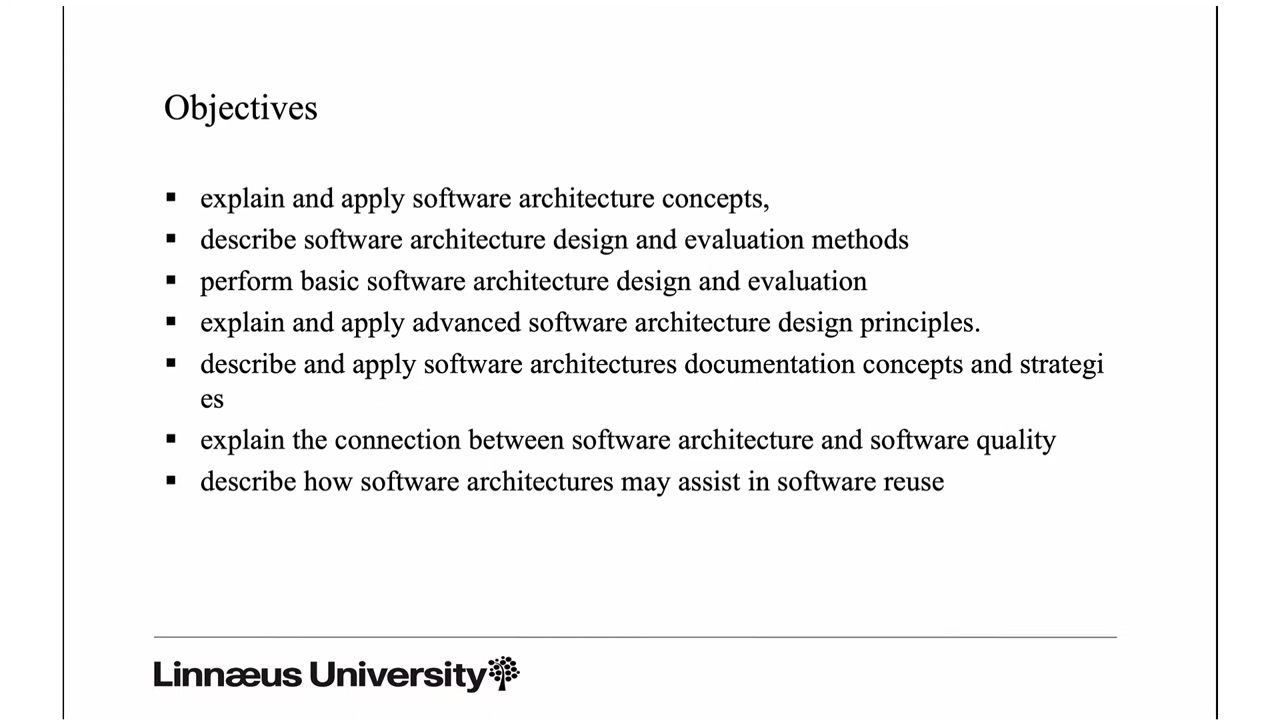 Objectives
▪ explain and apply software architecture concepts,
▪ describe software architecture design and evaluation methods
▪ perform basic software architecture design and evaluation
▪ explain and apply advanced software architecture design principles.
▪ describe and apply software architectures documentation concepts and strategi
es
▪ explain the connection between software architecture and software quality
▪ describe how software architectures may assist in software reuse
Linnæus University